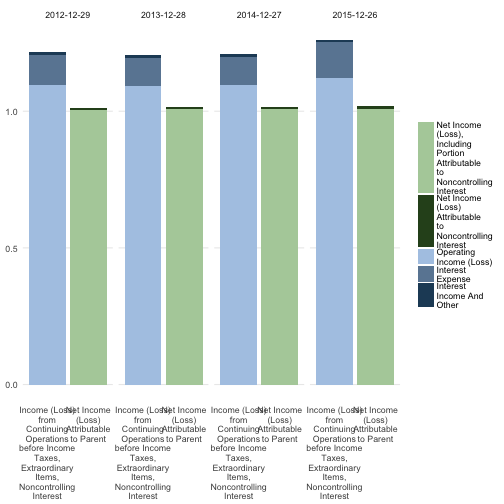 2012-12-29 2013-12-28 2014-12-27 2015-12-26
1.0
0.5
0.0
Net Income
(Loss),
Including
Portion
Attributable
to
Noncontrolling
Interest
Net Income
(Loss)
Attributable
to
Noncontrolling
Interest
Operating
Income (Loss)
Interest
Expense
Interest
Income And
Other
Income (Loss)
from
Continuing
Operations
before Income
Taxes,
Extraordinary
Items,
Noncontrolling
Interest
Net Income
(Loss)
Attributable
to Parent
Income (Loss)
from
Continuing
Operations
before Income
Taxes,
Extraordinary
Items,
Noncontrolling
Interest
Net Income
(Loss)
Attributable
to Parent
Income (Loss)
from
Continuing
Operations
before Income
Taxes,
Extraordinary
Items,
Noncontrolling
Interest
Net Income
(Loss)
Attributable
to Parent
Income (Loss)
from
Continuing
Operations
before Income
Taxes,
Extraordinary
Items,
Noncontrolling
Interest
Net Income
(Loss)
Attributable
to Parent